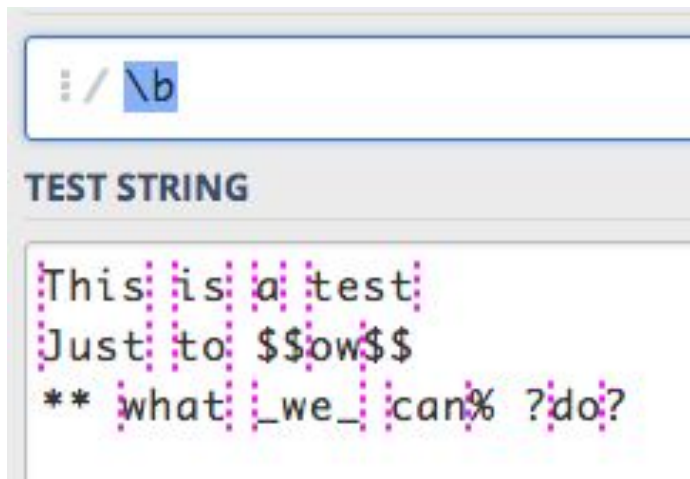 / \b
TEST STRING
This is a test
Just to $$ow$$
** what _we_ can% ?do?